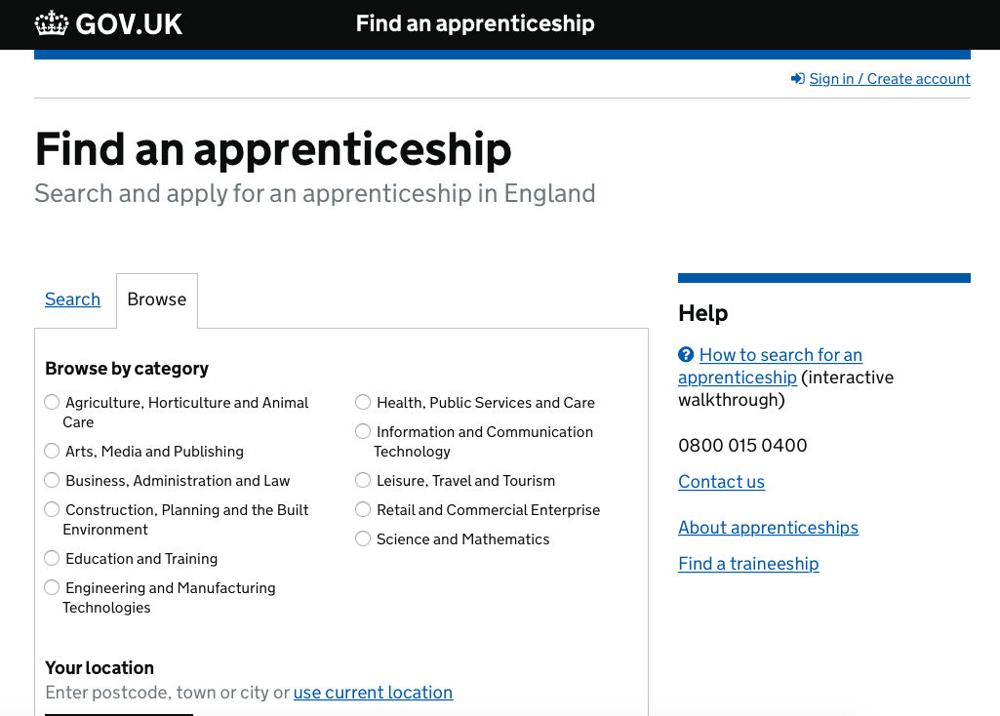 GOV.UK
Find an apprenticeship
Sign in / Create account
Find an apprenticeship
Search and apply for an apprenticeship in England
Search
Browse
Browse by category
Agriculture, Horticulture and Animal
Care
Arts, Media and Publishing
Business, Administration and Law
Construction, Planning and the Built
Environment
Education and Training
Engineering and Manufacturing
Technologies
Health, Public Services and Care
Information and Communication
Technology
Leisure, Travel and Tourism
Retail and Commercial Enterprise
Science and Mathematics
Your location
Enter postcode, town or city or use current location
Help
How to search for an
apprenticeship (interactive
walkthrough)
0800 015 0400
Contact us
About apprenticeships
Find a traineeship